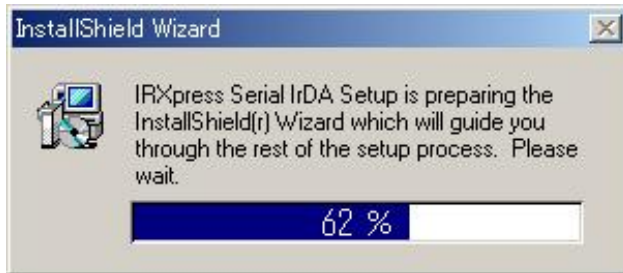 InstallShield Wizard
IRXpress Serial IrDA Setup is preparing the
InstallShield(r) Wizard which will guide you
through the rest of the setup process.  Please
wait.
62 %